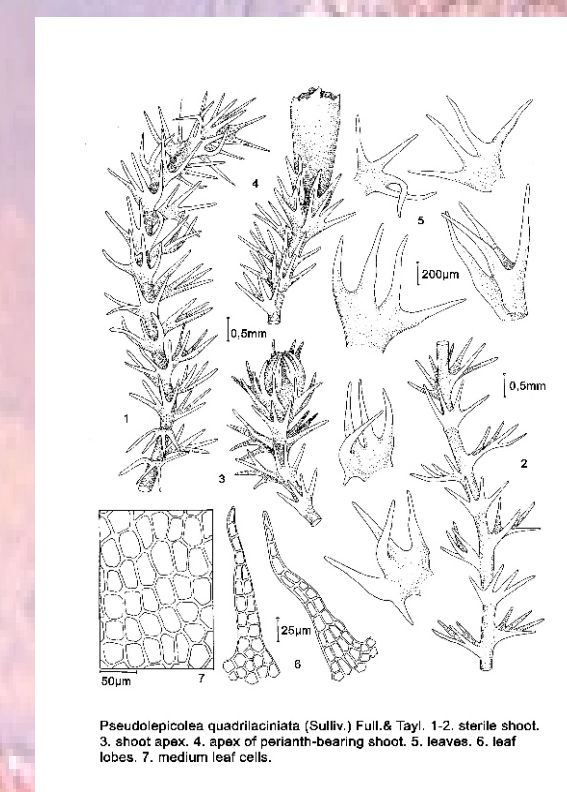 4
5
200µm
0,5mm
0,5mm
1
3
2
25µm
6
50µm
7
Pseudolepicolea quadrilaciniata (Sulliv.) Full.& Tayl. 1-2. sterile shoot.
3. shoot apex. 4. apex of perianth-bearing shoot. 5. leaves. 6. leaf
lobes. 7. medium leaf cells.